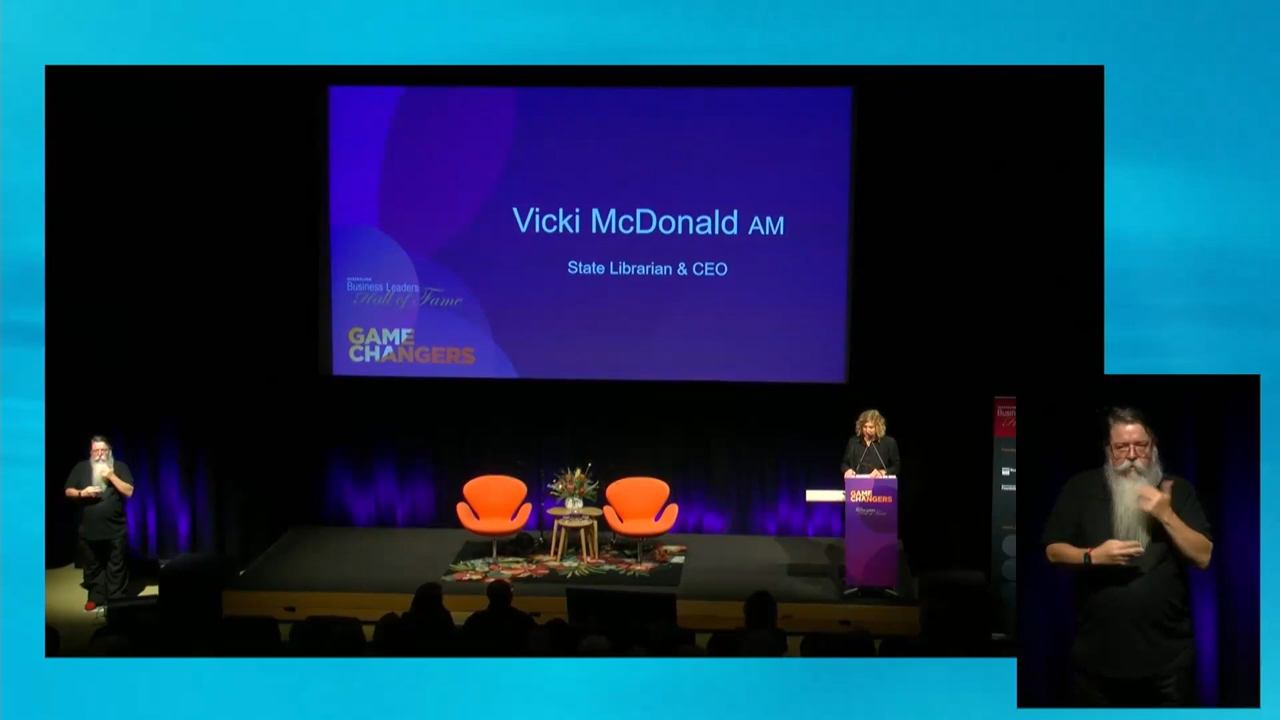 Vicki McDonald AM
State Librarian & CEO
Business Leaders
Hall of Fame
GAME
CHANGERS
GAME
CHANGERS